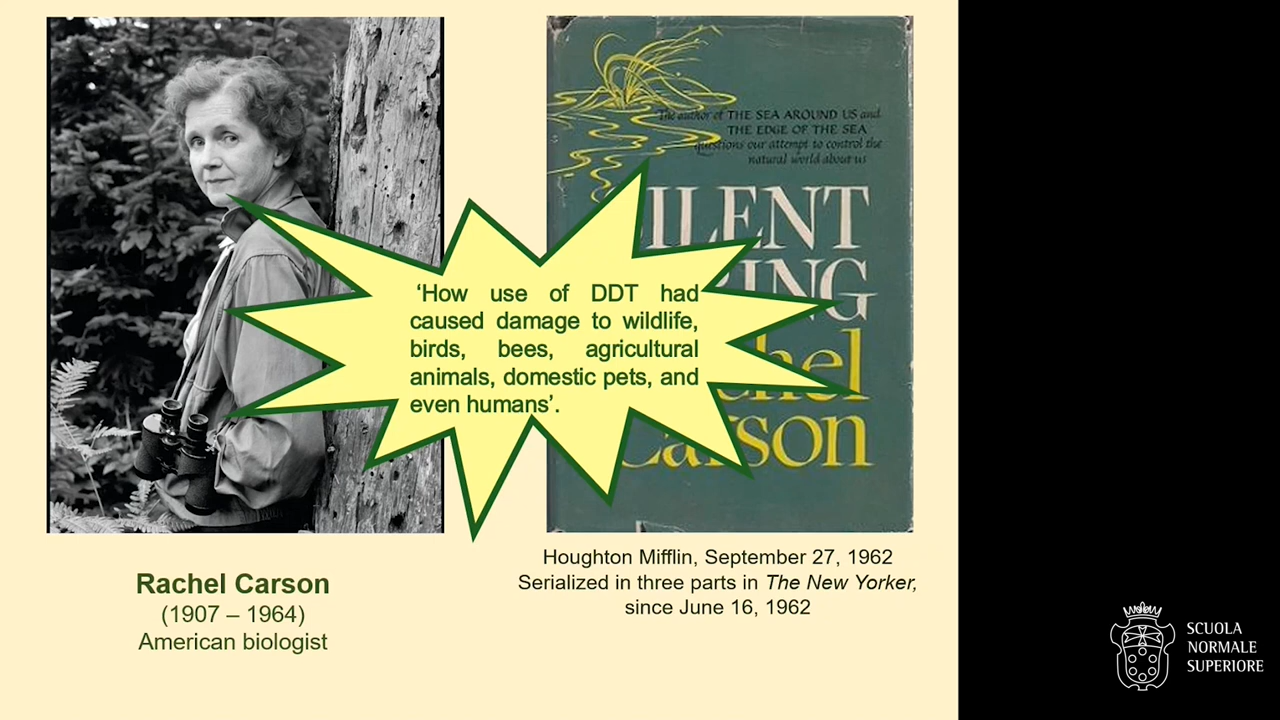 The author of THE SEA AROUND US and
THE EDGE OF THE SEA
questions our attempt to control the
natural world about us
SILENT
RING
hel
Carson
‘How use of DDT had
caused damage to wildlife,
birds, bees, agricultural
animals, domestic pets, and
even humans’.
Rachel Carson
(1907 – 1964)
American biologist
Houghton Mifflin, September 27, 1962
Serialized in three parts in The New Yorker,
since June 16, 1962
SCUOLA
NORMALE
SUPERIORE